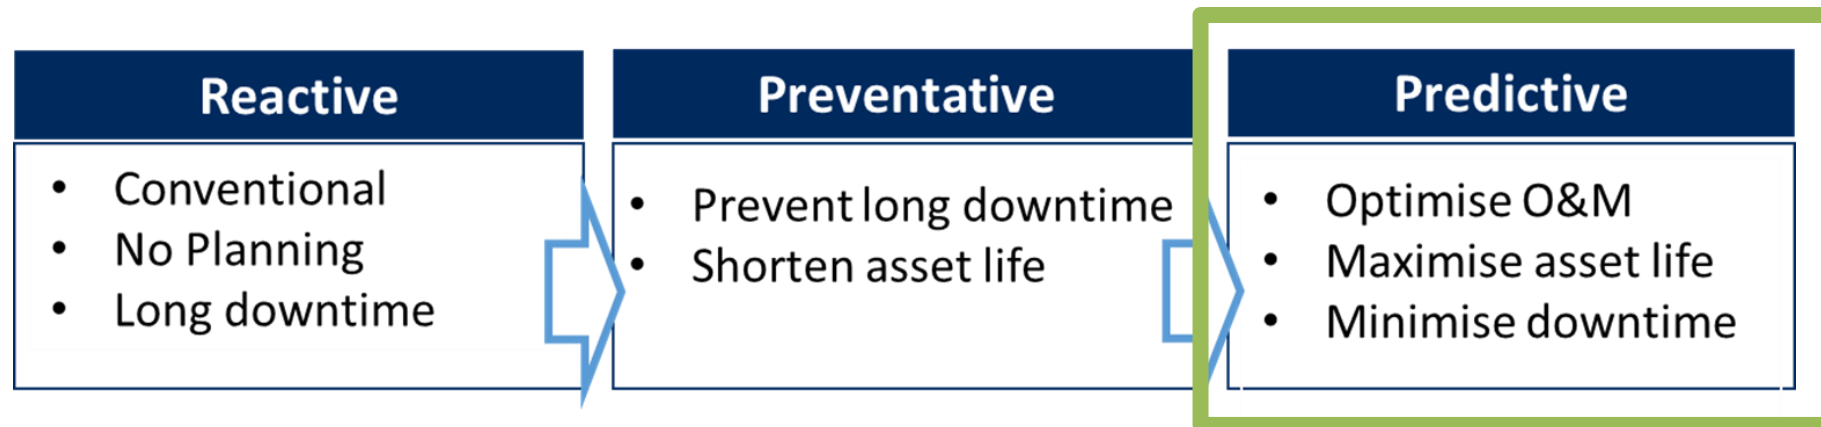 Reactive
• Conventional
• No Planning
• Long downtime
Preventative
• Prevent long downtime
• Shorten asset life
Predictive
• Optimise O&M
• Maximise asset life
• Minimise downtime